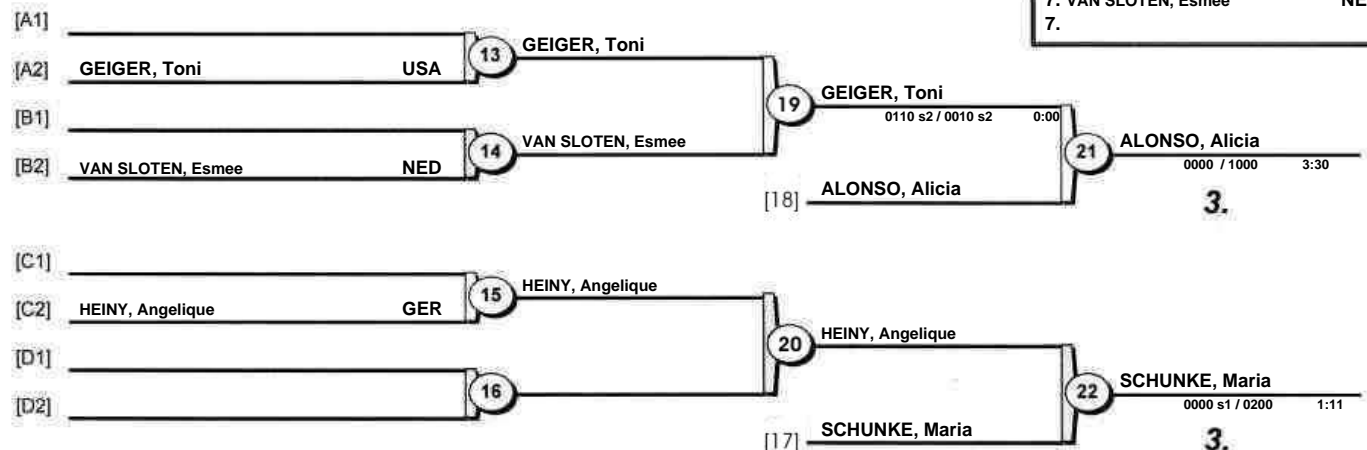 7. VAN SLOTEN, Esmee NE
7.
[A1]
13 GEIGER, Toni
[A2] GEIGER, Toni USA
19 GEIGER, Toni
0110 s2 / 0010 s2 0:00
[B1]
14 VAN SLOTEN, Esmee
[B2] VAN SLOTEN, Esmee NED
21 ALONSO, Alicia
0000 / 1000 3:30
[18] ALONSO, Alicia
3.
[C1]
15 HEINY, Angelique
[C2] HEINY, Angelique GER
20 HEINY, Angelique
[D1]
16
[D2]
22 SCHUNKE, Maria
0000 s1 / 0200 1:11
[17] SCHUNKE, Maria
3.